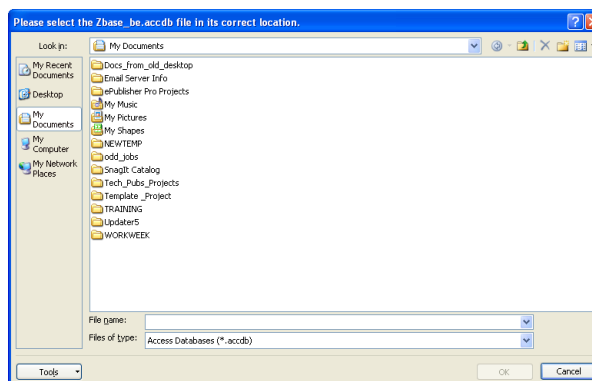 Please select the Zbase_be.accdb file in its correct location.
Look in:
My Documents
My Recent
Documents
Desktop
My
Documents
My
Computer
My Network
Places
Docs_from_old_desktop
Email Server Info
ePublisher Pro Projects
My Music
My Pictures
My Shapes
NEWTEMP
odd_jobs
SnagIt Catalog
Tech_Pubs_Projects
Template _Project
TRAINING
Updater5
WORKWEEK
File name:
Files of type:
Access Databases (*.accdb)
Tools
OK
Cancel